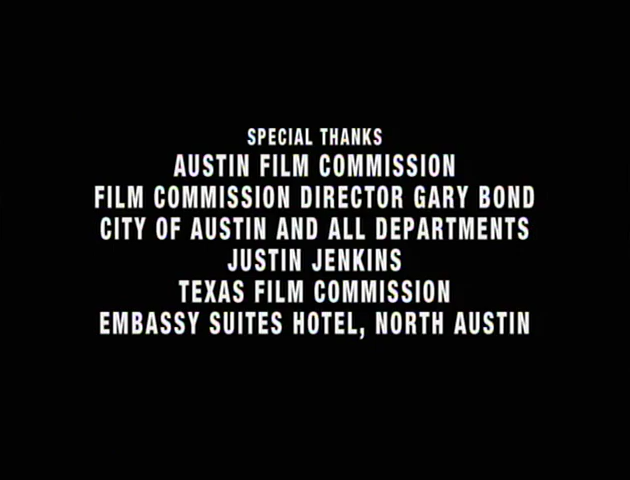 SPECIAL THANKS
AUSTIN FILM COMMISSION
FILM COMMISSION DIRECTOR GARY BOND
CITY OF AUSTIN AND ALL DEPARTMENTS
JUSTIN JENKINS
TEXAS FILM COMMISSION
EMBASSY SUITES HOTEL, NORTH AUSTIN